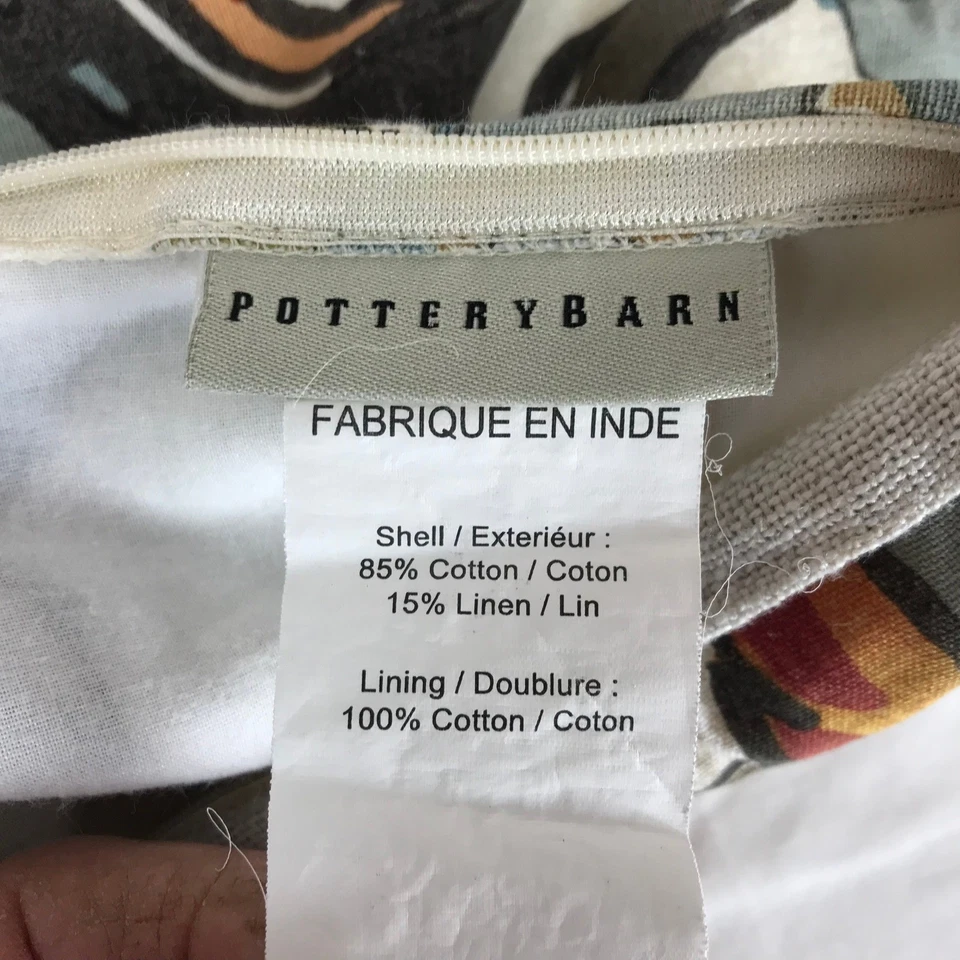 POTTERYBARN
FABRIQUE EN INDE
Shell / Exteriéur :
85% Cotton / Coton
15% Linen / Lin
Lining / Doublure :
100% Cotton / Coton